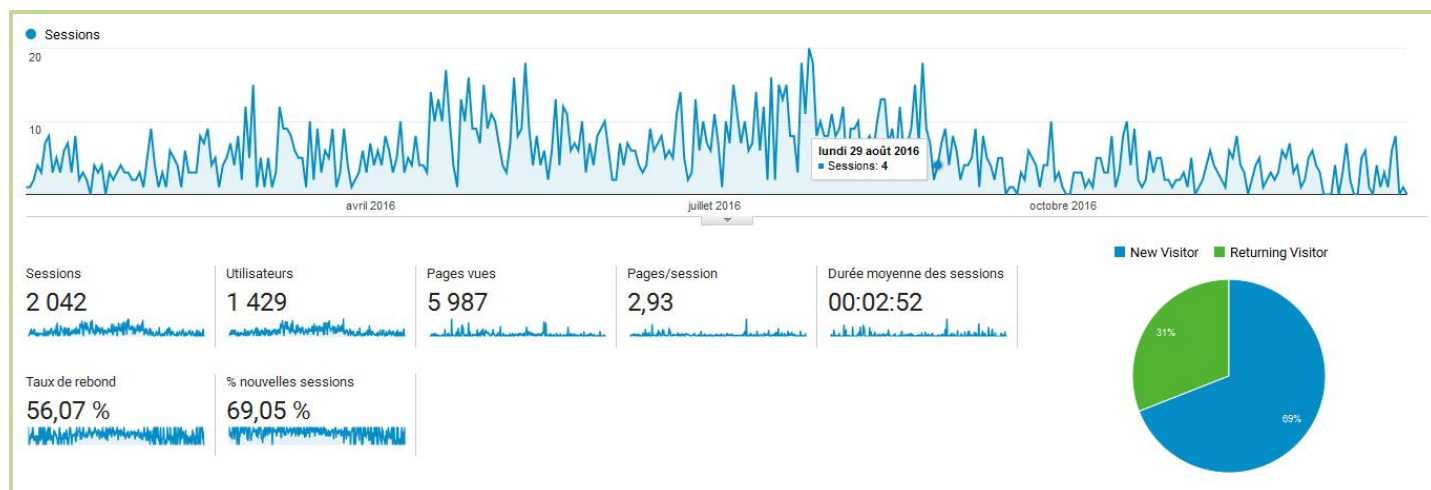 Sessions
20
10
lundi 29 août 2016
Sessions: 4
avril 2016
juillet 2016
octobre 2016
New Visitor
Returning Visitor
Sessions
Utilisateurs
Pages vues
Pages/session
Durée moyenne des sessions
2 042
1 429
5 987
2,93
00:02:52
31%
Taux de rebond
% nouvelles sessions
56,07 %
69,05 %
69%